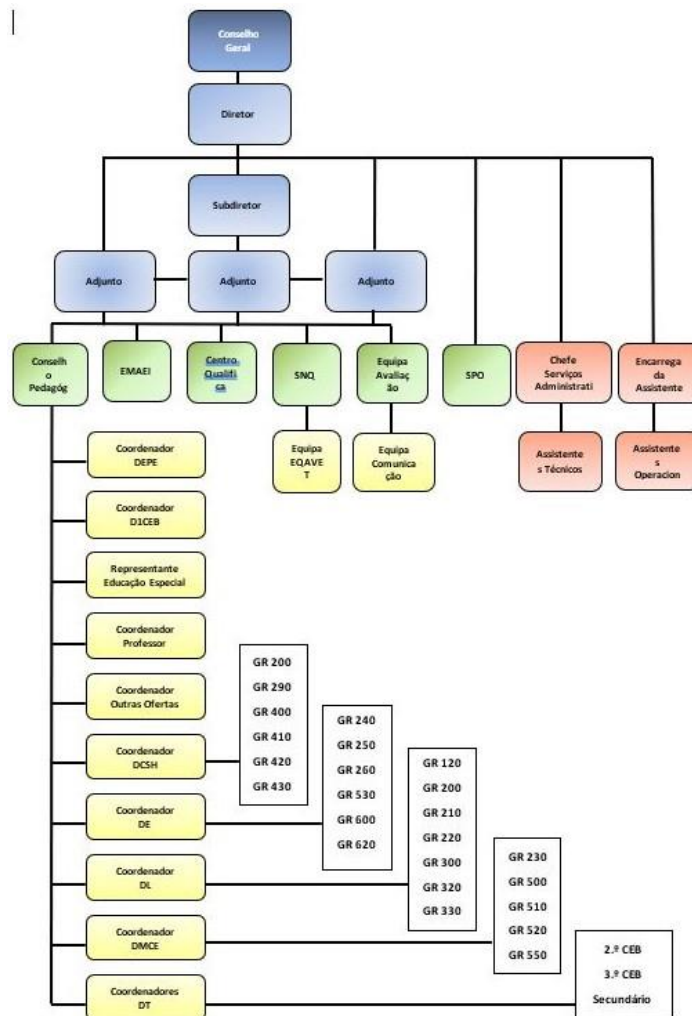 Conselho
Geral
Diretor
Subdiretor
Adjunto
Adjunto
Adjunto
Conselh
o
Pedagóg
EMAEI
Centro
Qualifi
ca
SNQ
Equipa
Avaliaç
ão
SPO
Chefe
Serviços
Administrati
Encarrega
da
Assistente
Equipa
EQAVE
T
Equipa
Comunica
ção
Assistente
s Técnicos
Assistente
s
Operacion
Coordenador
DEPE
Coordenador
D1CEB
Representante
Educação Especial
Coordenador
Professor
Coordenador
Outras Ofertas
Coordenador
DCSH
GR 200
GR 290
GR 400
GR 410
GR 420
GR 430
Coordenador
DE
GR 240
GR 250
GR 260
GR 530
GR 600
GR 620
Coordenador
DL
GR 120
GR 200
GR 210
GR 220
GR 300
GR 320
GR 330
Coordenador
DMCE
GR 230
GR 500
GR 510
GR 520
GR 550
Coordenadores
DT
2.º CEB
3.º CEB
Secundário